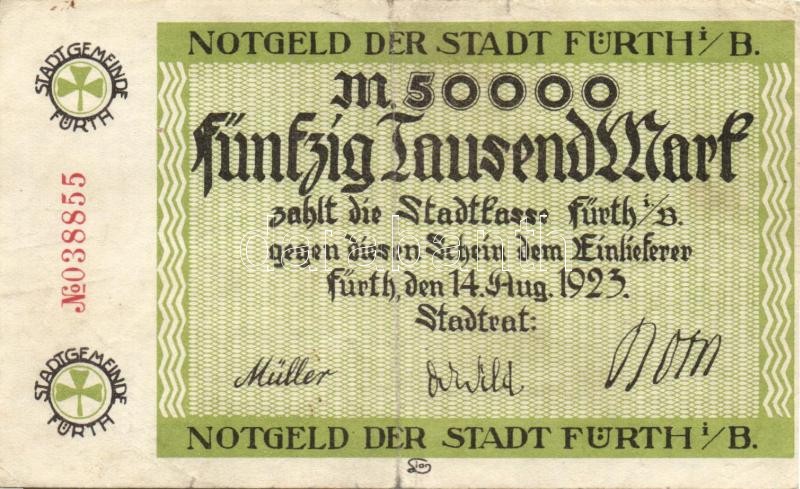 NOTGELD DER STADT FÜRTH i/B.
STADTGEMEINDE FÜRTH
M. 50000
fünfzig Tausend Mark
zahlt die Stadtkasse Fürth i/B.
gegen diesen Schein dem Einlieferer
Fürth, den 14. Aug. 1923.
Stadtrat:
№038855
Müller
STADTGEMEINDE FÜRTH
NOTGELD DER STADT FÜRTH i/B.